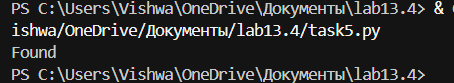 PS C:\Users\Vishwa\OneDrive\Документы\lab13.4> &
ishwa/OneDrive/Документы/lab13.4/task5.py
Found
PS C:\Users\Vishwa\OneDrive\Документы\lab13.4>